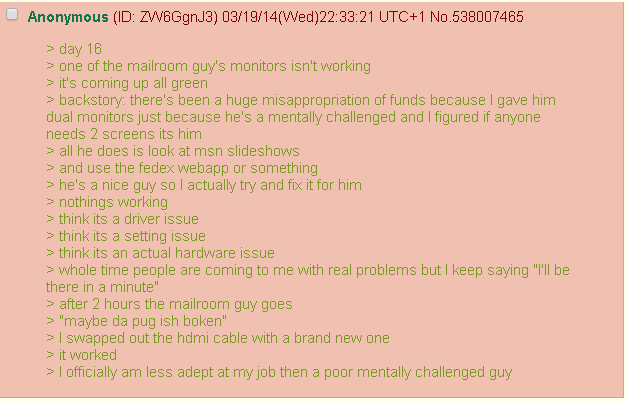 Anonymous (ID: ZW6GgnJ3) 03/19/14(Wed)22:33:21 UTC+1 No.538007465
> day 16
> one of the mailroom guy's monitors isn't working
> it's coming up all green
> backstory: there's been a huge misappropriation of funds because I gave him
dual monitors just because he's a mentally challenged and I figured if anyone
needs 2 screens its him
> all he does is look at msn slideshows
> and use the fedex webapp or something
> he's a nice guy so I actually try and fix it for him
> nothings working
> think its a driver issue
> think its a setting issue
> think its an actual hardware issue
> whole time people are coming to me with real problems but I keep saying "I'll be
there in a minute"
> after 2 hours the mailroom guy goes
> "maybe da pug ish boken"
> I swapped out the hdmi cable with a brand new one
> it worked
> I officially am less adept at my job then a poor mentally challenged guy